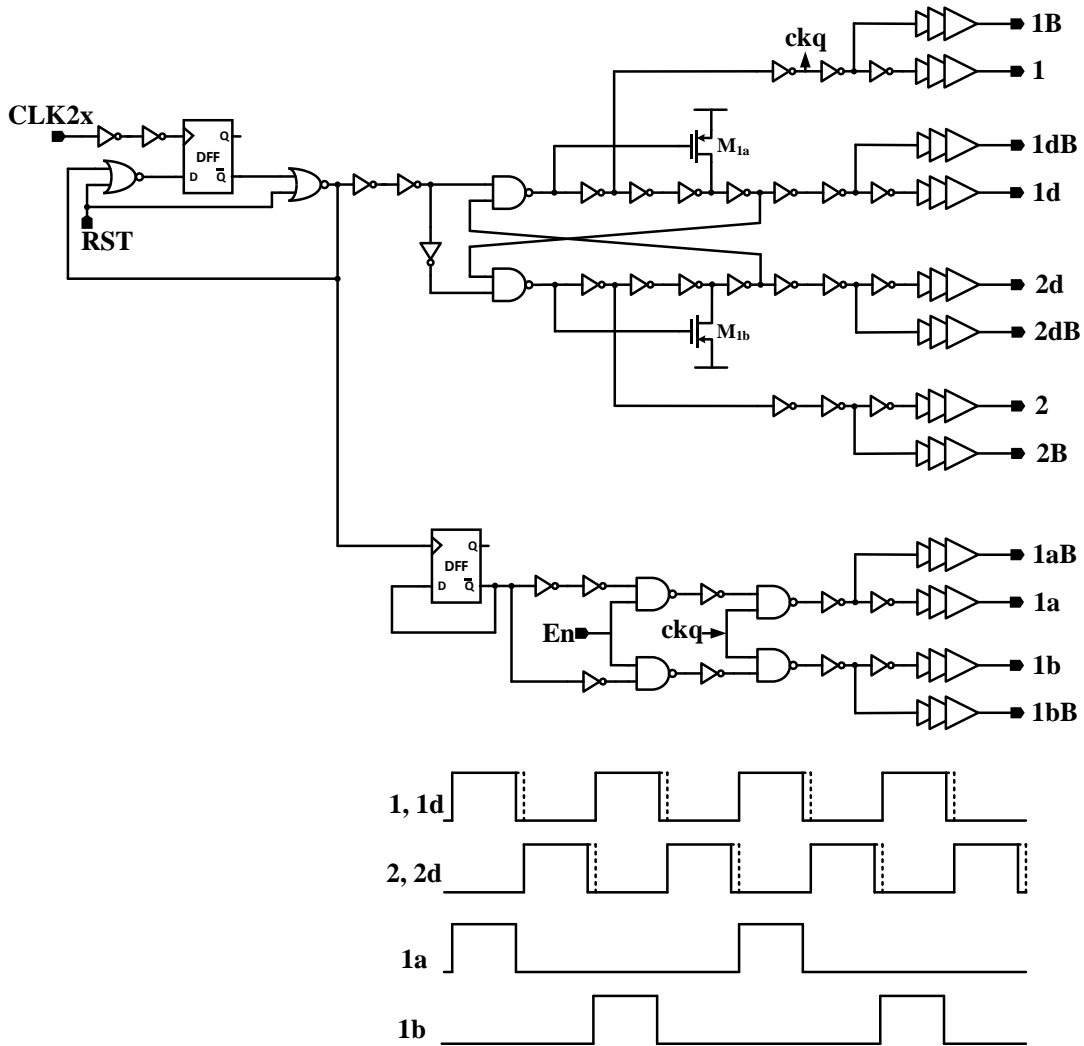 1B
ckq
1
CLK2x
Q
DFF
D
Q
RST
M1a
1dB
1d
2d
M1b
2dB
2
2B
Q
DFF
D
Q
1aB
1a
En
ckq
1b
1bB
1, 1d
2, 2d
1a
1b